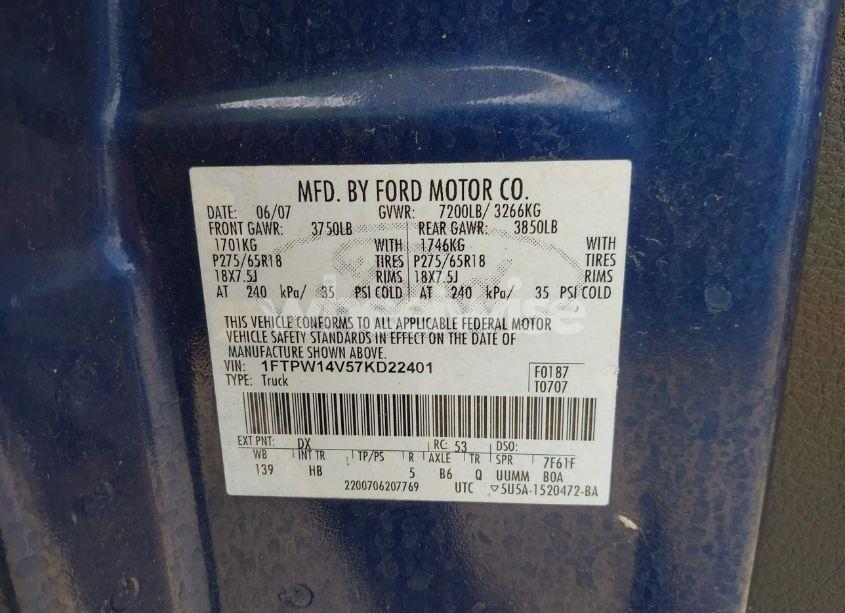 MFD. BY FORD MOTOR CO.
DATE: 06/07 GVWR: 7200LB/ 3266KG
FRONT GAWR: 3750LB REAR GAWR: 3850LB
1701KG WITH 1746KG WITH
P275/65R18 TIRES P275/65R18 TIRES
18X7.5J RIMS 18X7.5J RIMS
AT 240 kPa/ 35 PSI COLD AT 240 kPa/ 35 PSI COLD
THIS VEHICLE CONFORMS TO ALL APPLICABLE FEDERAL MOTOR
VEHICLE SAFETY STANDARDS IN EFFECT ON THE DATE OF
MANUFACTURE SHOWN ABOVE.
VIN: 1FTPW14V57KD22401 F0187
TYPE: Truck T0707
EXT PNT: DX RC: 53 DSO:
WB INT TR TP/PS R AXLE TR SPR 7F61F
139 HB 5 B6 Q UUMM B0A
2200706207769 UTC ▽5U5A-1520472-BA